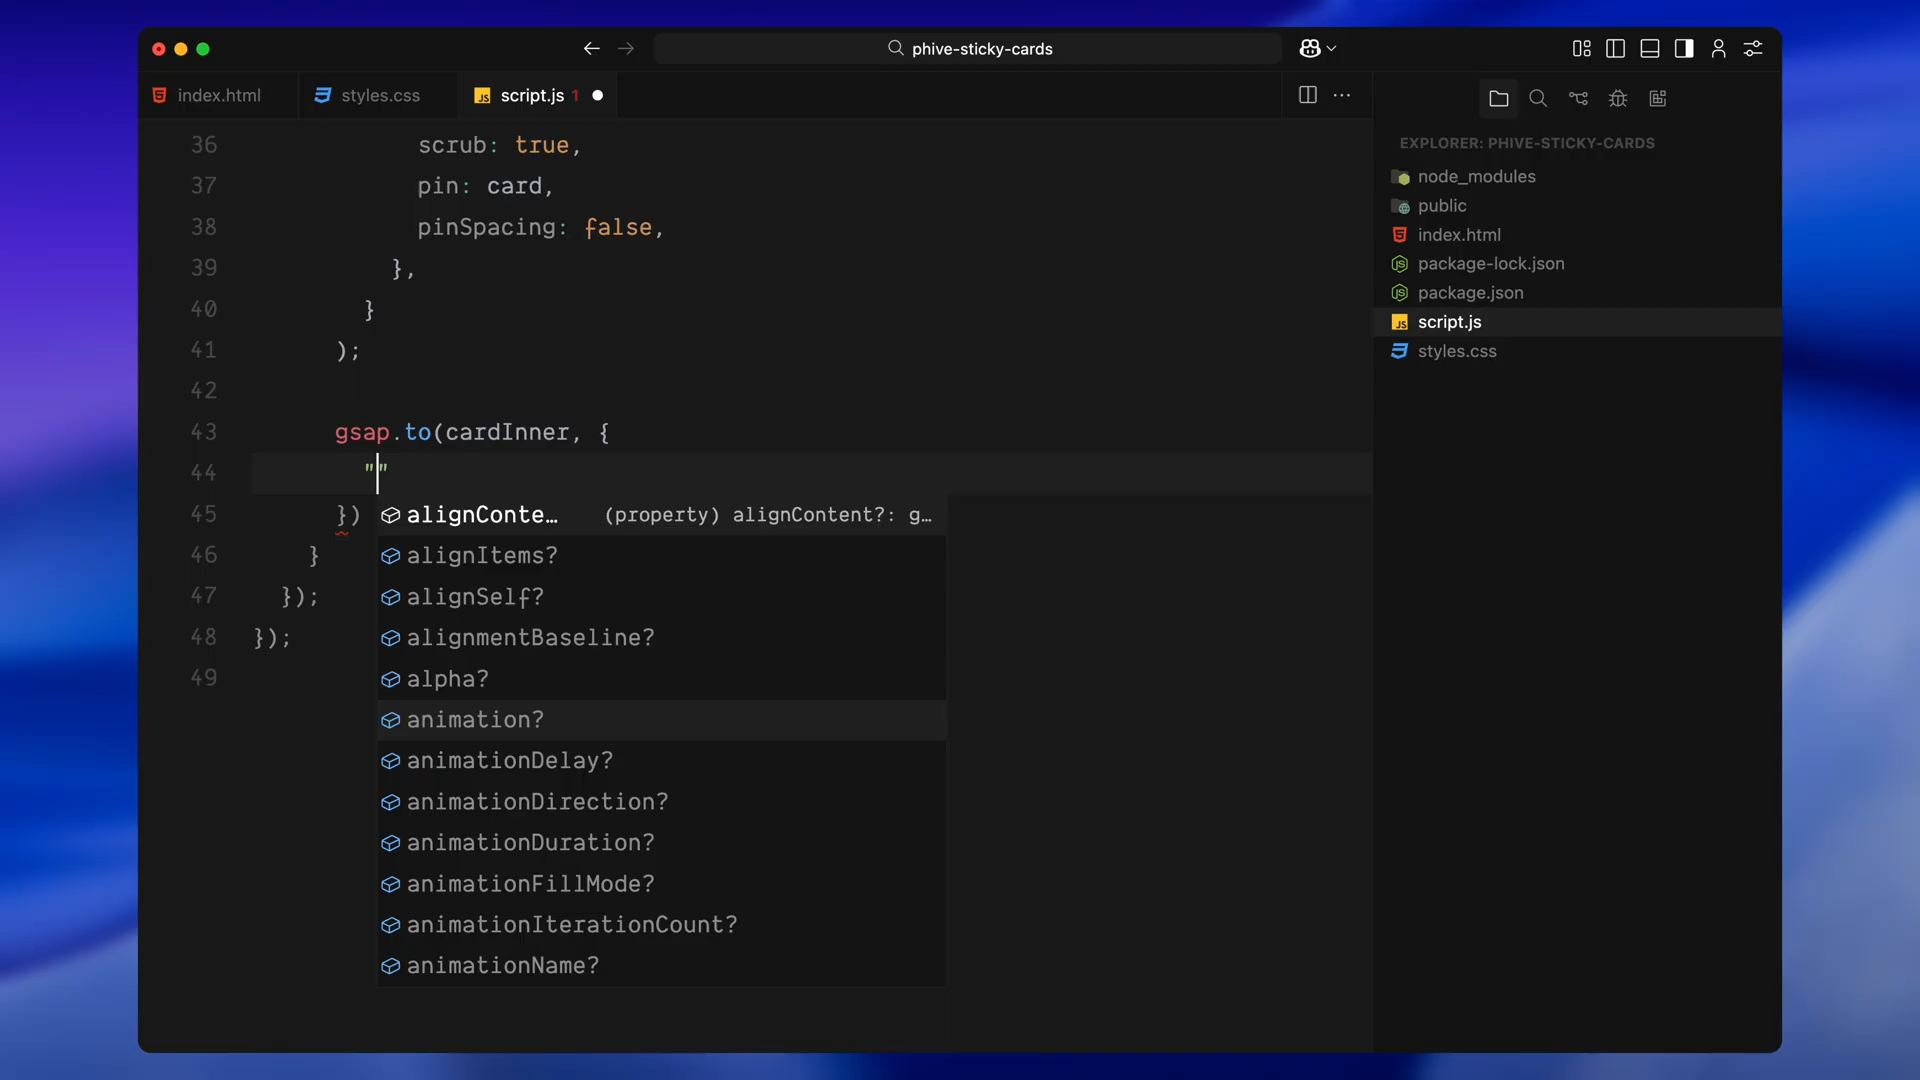 phive-sticky-cards
index.html
styles.css
script.js 1
36 scrub: true,
37 pin: card,
38 pinSpacing: false,
39 },
40 }
41 );
42
43 gsap.to(cardInner, {
44 ""
45 })
46 }
47 });
48 });
49
alignConte… (property) alignContent?: g…
alignItems?
alignSelf?
alignmentBaseline?
alpha?
animation?
animationDelay?
animationDirection?
animationDuration?
animationFillMode?
animationIterationCount?
animationName?
EXPLORER: PHIVE-STICKY-CARDS
node_modules
public
index.html
package-lock.json
package.json
script.js
styles.css